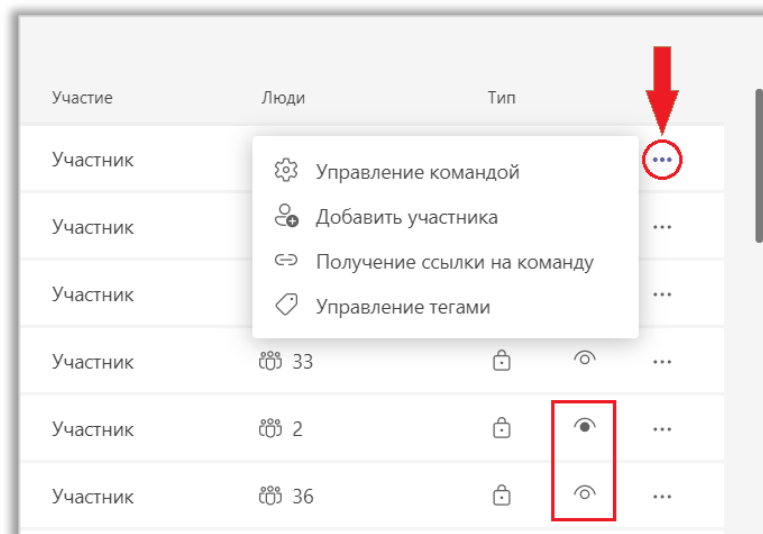 Участие Люди Тип
Участник
Управление командой
Участник
Добавить участника
Получение ссылки на команду
Участник
Управление тегами
Участник 33
Участник 2
Участник 36